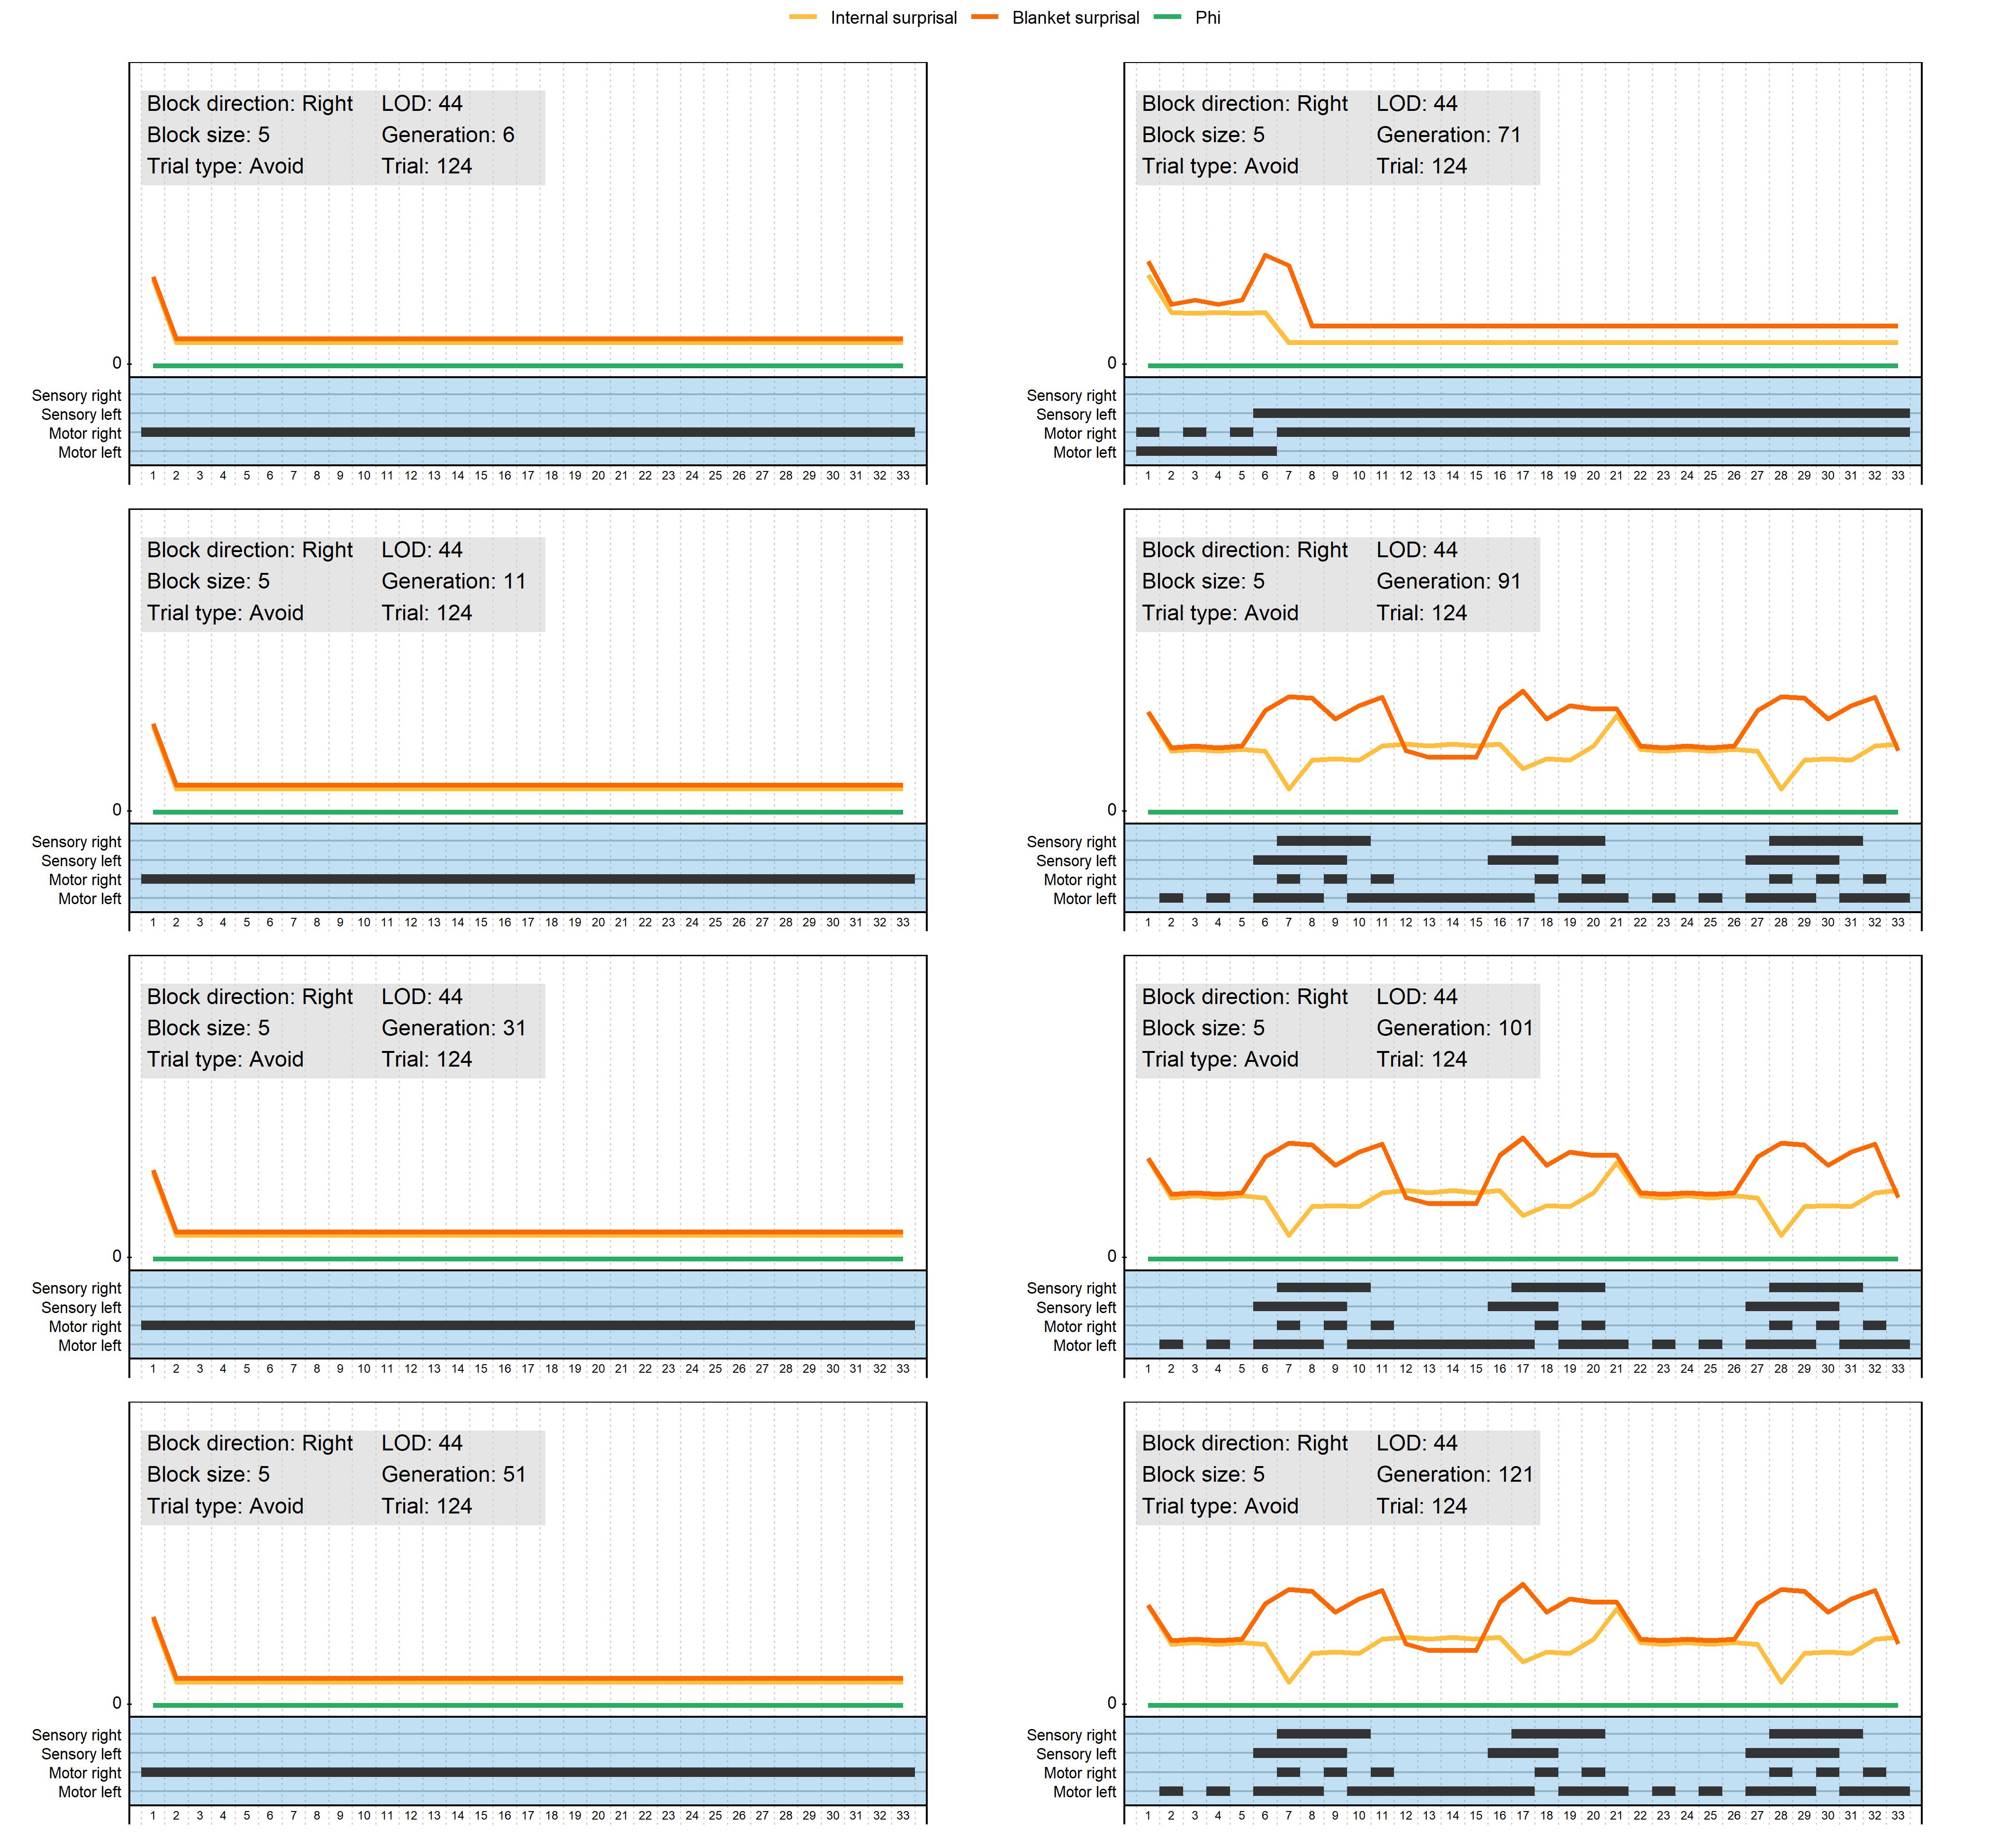 Internal surprisal Blanket surprisal Phi
Block direction: Right LOD: 44
Block size: 5 Generation: 6
Trial type: Avoid Trial: 124
0
Sensory right
Sensory left
Motor right
Motor left
1 2 3 4 5 6 7 8 9 10 11 12 13 14 15 16 17 18 19 20 21 22 23 24 25 26 27 28 29 30 31 32 33
Block direction: Right LOD: 44
Block size: 5 Generation: 71
Trial type: Avoid Trial: 124
0
Sensory right
Sensory left
Motor right
Motor left
1 2 3 4 5 6 7 8 9 10 11 12 13 14 15 16 17 18 19 20 21 22 23 24 25 26 27 28 29 30 31 32 33
Block direction: Right LOD: 44
Block size: 5 Generation: 11
Trial type: Avoid Trial: 124
0
Sensory right
Sensory left
Motor right
Motor left
1 2 3 4 5 6 7 8 9 10 11 12 13 14 15 16 17 18 19 20 21 22 23 24 25 26 27 28 29 30 31 32 33
Block direction: Right LOD: 44
Block size: 5 Generation: 91
Trial type: Avoid Trial: 124
0
Sensory right
Sensory left
Motor right
Motor left
1 2 3 4 5 6 7 8 9 10 11 12 13 14 15 16 17 18 19 20 21 22 23 24 25 26 27 28 29 30 31 32 33
Block direction: Right LOD: 44
Block size: 5 Generation: 31
Trial type: Avoid Trial: 124
0
Sensory right
Sensory left
Motor right
Motor left
1 2 3 4 5 6 7 8 9 10 11 12 13 14 15 16 17 18 19 20 21 22 23 24 25 26 27 28 29 30 31 32 33
Block direction: Right LOD: 44
Block size: 5 Generation: 101
Trial type: Avoid Trial: 124
0
Sensory right
Sensory left
Motor right
Motor left
1 2 3 4 5 6 7 8 9 10 11 12 13 14 15 16 17 18 19 20 21 22 23 24 25 26 27 28 29 30 31 32 33
Block direction: Right LOD: 44
Block size: 5 Generation: 51
Trial type: Avoid Trial: 124
0
Sensory right
Sensory left
Motor right
Motor left
1 2 3 4 5 6 7 8 9 10 11 12 13 14 15 16 17 18 19 20 21 22 23 24 25 26 27 28 29 30 31 32 33
Block direction: Right LOD: 44
Block size: 5 Generation: 121
Trial type: Avoid Trial: 124
0
Sensory right
Sensory left
Motor right
Motor left
1 2 3 4 5 6 7 8 9 10 11 12 13 14 15 16 17 18 19 20 21 22 23 24 25 26 27 28 29 30 31 32 33